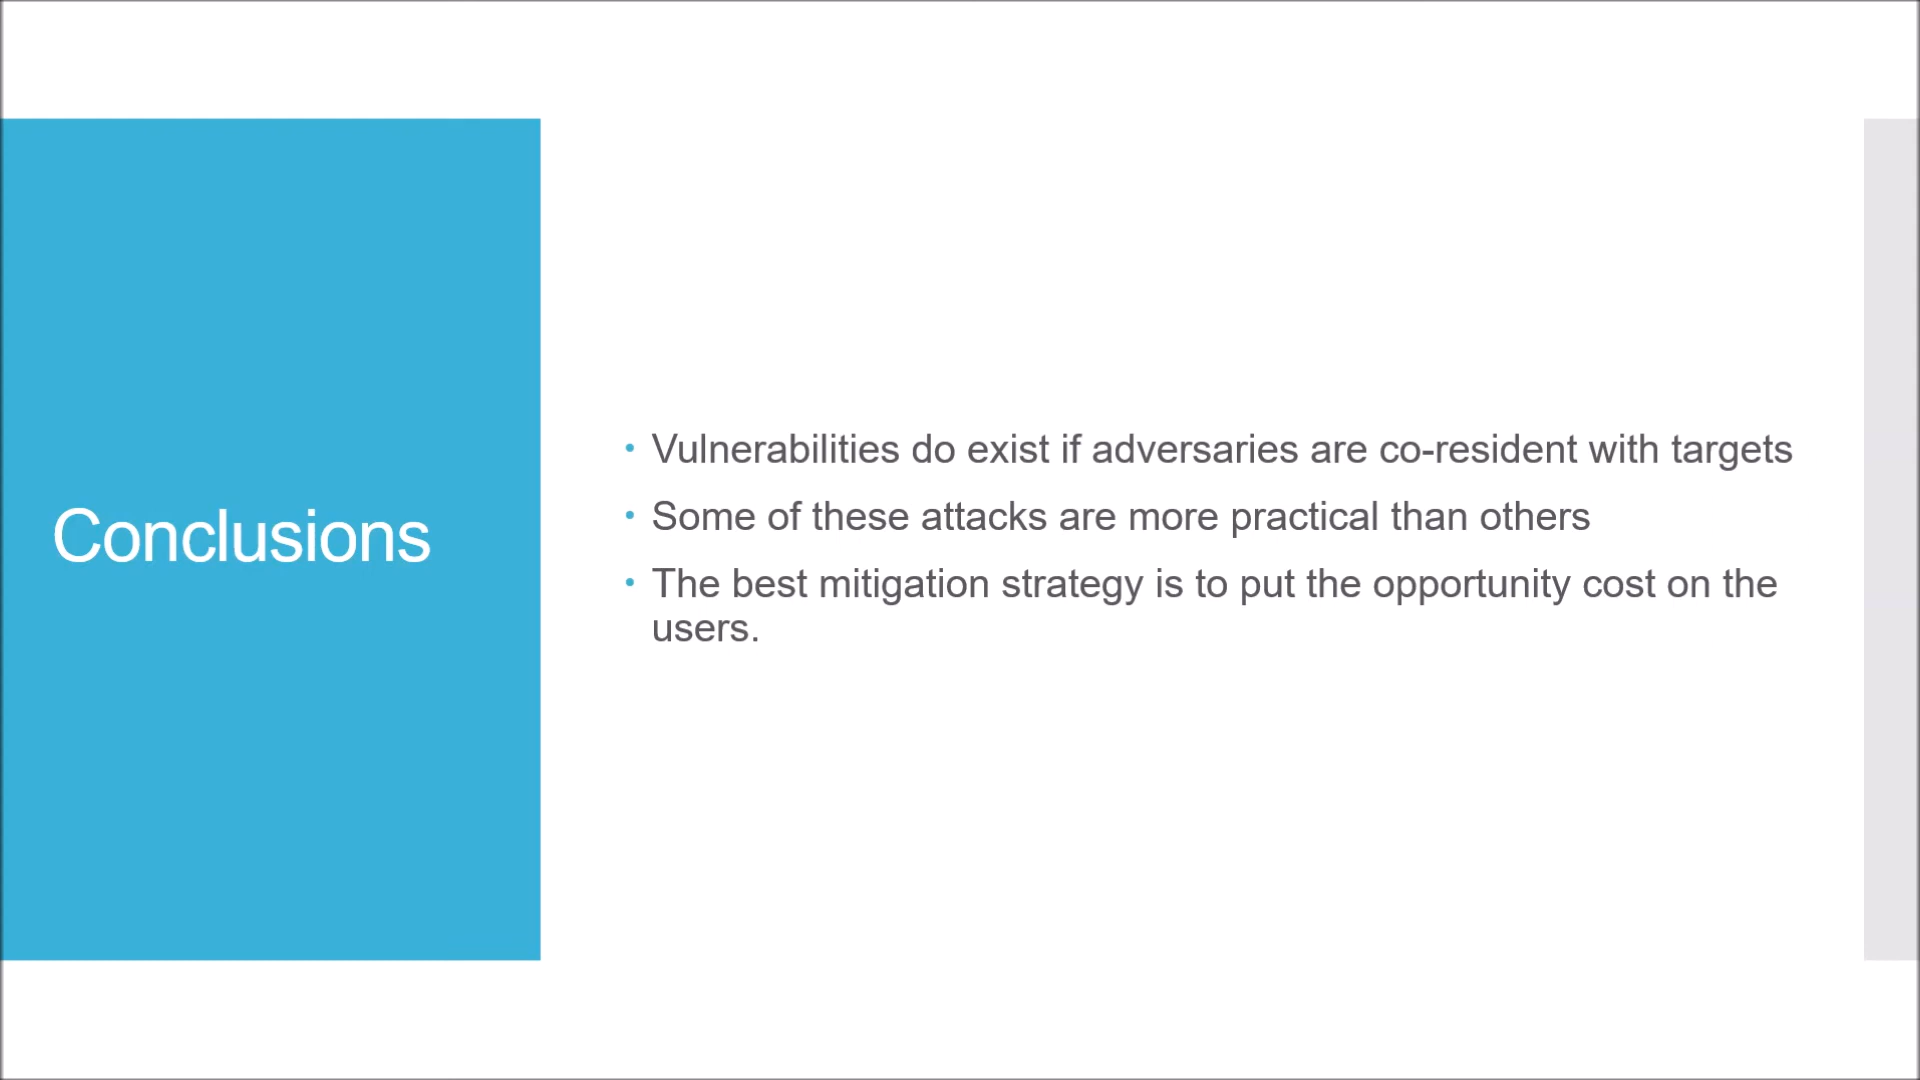 Conclusions
• Vulnerabilities do exist if adversaries are co-resident with targets
• Some of these attacks are more practical than others
• The best mitigation strategy is to put the opportunity cost on the
users.